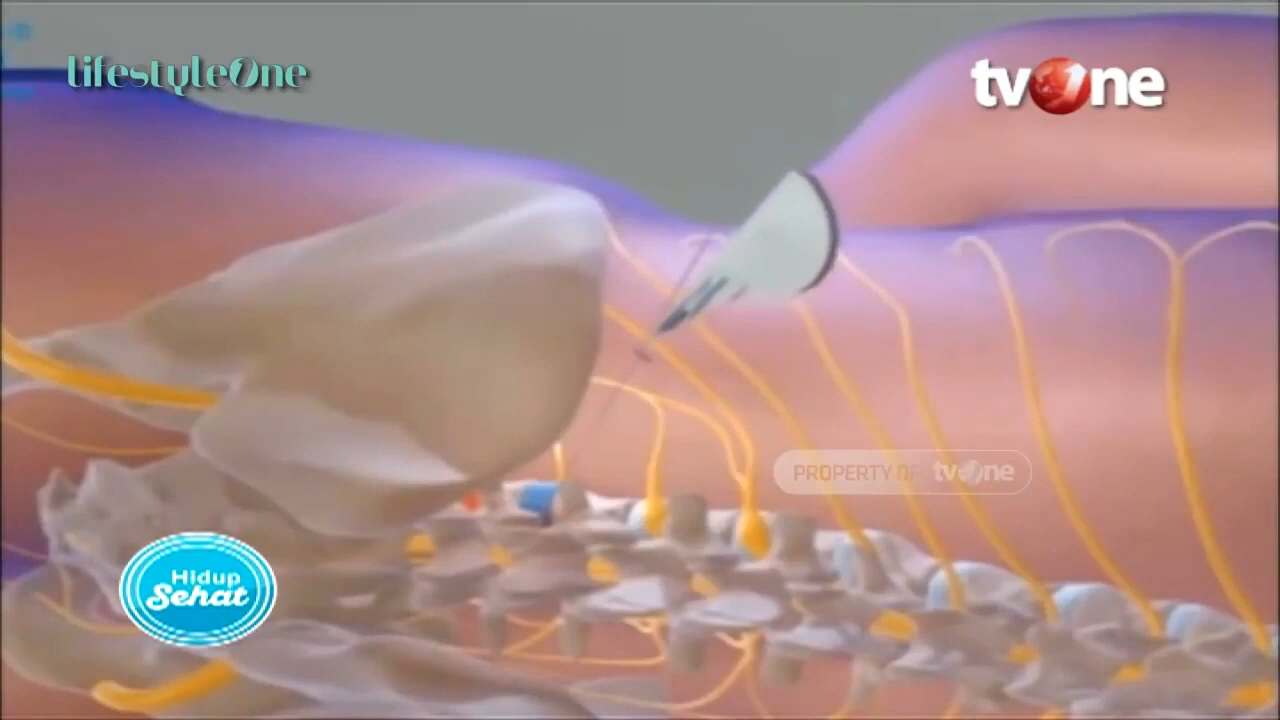 lifestyleOne
tvOne
PROPERTY OF tvOne
Hidup
Sehat